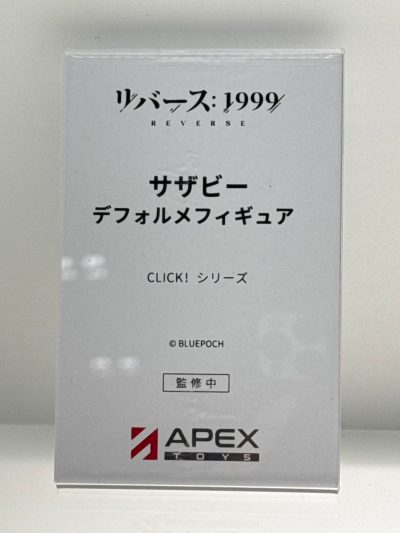 リバース:1999
REVERSE
サザビー
デフォルメフィギュア
CLICK! シリーズ
© BLUEPOCH
監修中
APEX
TOYS